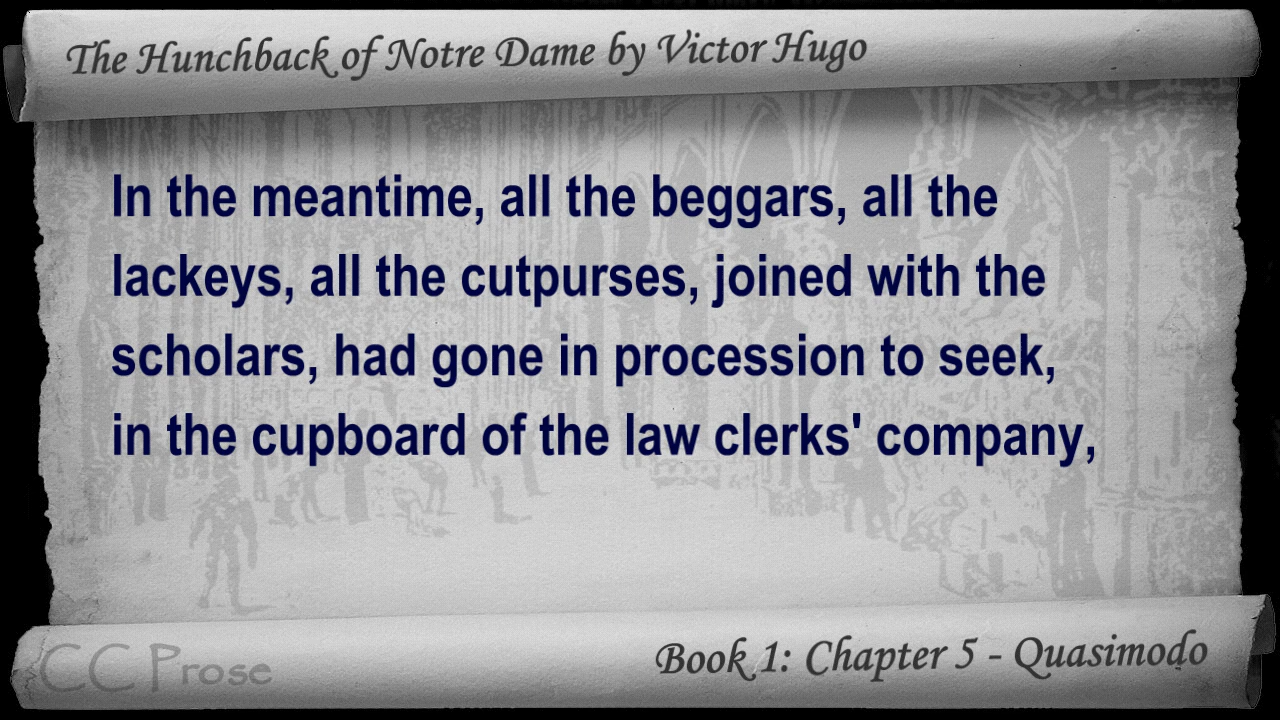 The Hunchback of Notre Dame by Victor Hugo
In the meantime, all the beggars, all the
lackeys, all the cutpurses, joined with the
scholars, had gone in procession to seek,
in the cupboard of the law clerks' company,
CC Prose
Book 1: Chapter 5 - Quasimodo